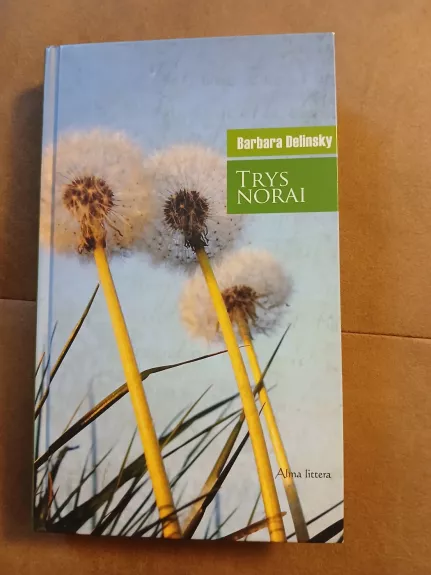 Barbara Delinsky
TRYS
NORAI
Alma littera